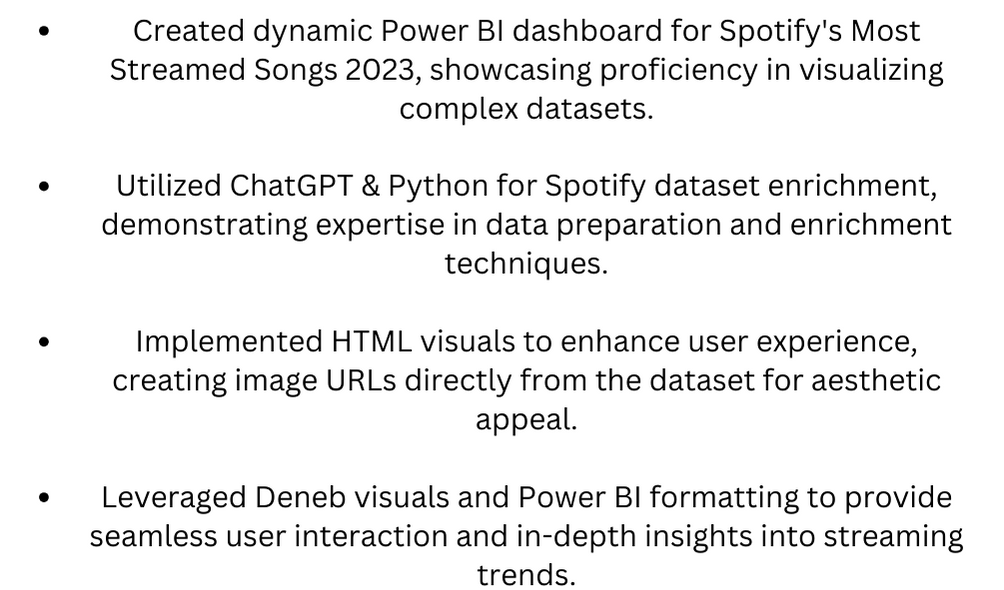 • Created dynamic Power BI dashboard for Spotify's Most
Streamed Songs 2023, showcasing proficiency in visualizing
complex datasets.
• Utilized ChatGPT & Python for Spotify dataset enrichment,
demonstrating expertise in data preparation and enrichment
techniques.
• Implemented HTML visuals to enhance user experience,
creating image URLs directly from the dataset for aesthetic
appeal.
• Leveraged Deneb visuals and Power BI formatting to provide
seamless user interaction and in-depth insights into streaming
trends.